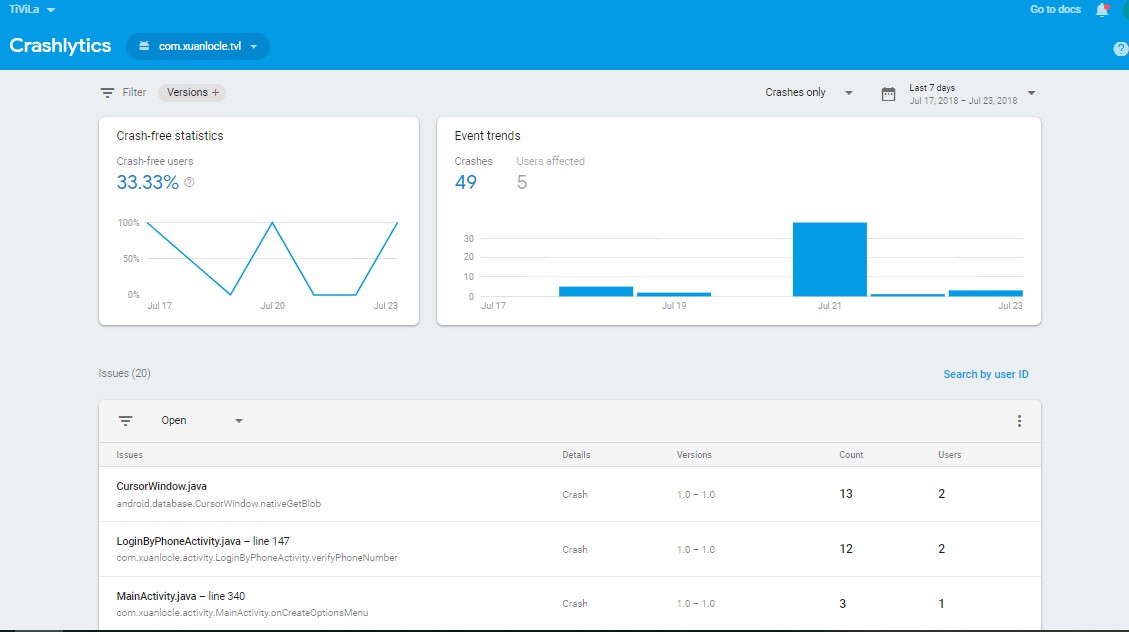 TiViLa
Go to docs
Crashlytics
com.xuanlocle.tvl
?
Filter
Versions +
Crashes only
Last 7 days
Jul 17, 2018 – Jul 23, 2018
Crash-free statistics
Crash-free users
33.33% ?
100%
50%
0%
Jul 17
Jul 20
Jul 23
Event trends
Crashes
Users affected
49
5
30
20
10
0
Jul 17
Jul 19
Jul 21
Jul 23
Issues (20)
Search by user ID
Open
Issues
Details
Versions
Count
Users
CursorWindow.java
android.database.CursorWindow.nativeGetBlob
Crash
1.0 – 1.0
13
2
LoginByPhoneActivity.java – line 147
com.xuanlocle.activity.LoginByPhoneActivity.verifyPhoneNumber
Crash
1.0 – 1.0
12
2
MainActivity.java – line 340
com.xuanlocle.activity.MainActivity.onCreateOptionsMenu
Crash
1.0 – 1.0
3
1